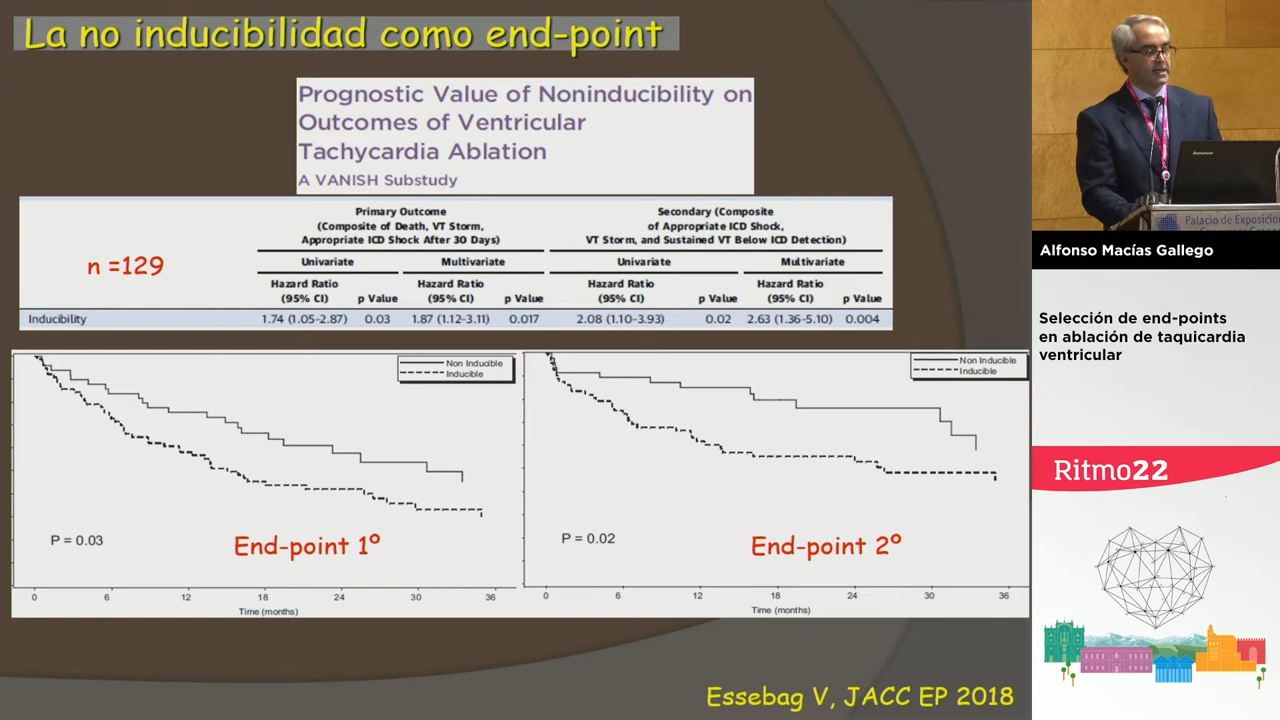 La no inducibilidad como end-point
Prognostic Value of Noninducibility on
Outcomes of Ventricular
Tachycardia Ablation
A VANISH Substudy
n =129
Primary Outcome
(Composite of Death, VT Storm,
Appropriate ICD Shock After 30 Days)
Secondary (Composite
of Appropriate ICD Shock,
VT Storm, and Sustained VT Below ICD Detection)
Univariate Multivariate Univariate Multivariate
Hazard Ratio Hazard Ratio Hazard Ratio Hazard Ratio
(95% CI) p Value (95% CI) p Value (95% CI) p Value (95% CI) p Value
Inducibility 1.74 (1.05–2.87) 0.03 1.87 (1.12–3.11) 0.017 2.08 (1.10–3.93) 0.02 2.63 (1.36–5.10) 0.004
Non Inducible
Inducible
P = 0.03
End-point 1º
0 6 12 18 24 30 36
Time (months)
Non Inducible
Inducible
P = 0.02
End-point 2º
0 6 12 18 24 30 36
Time (months)
Essebag V, JACC EP 2018
Lenovo
Palacio de Exposicion
Alfonso Macías Gallego
Selección de end-points
en ablación de taquicardia
ventricular
Ritmo22